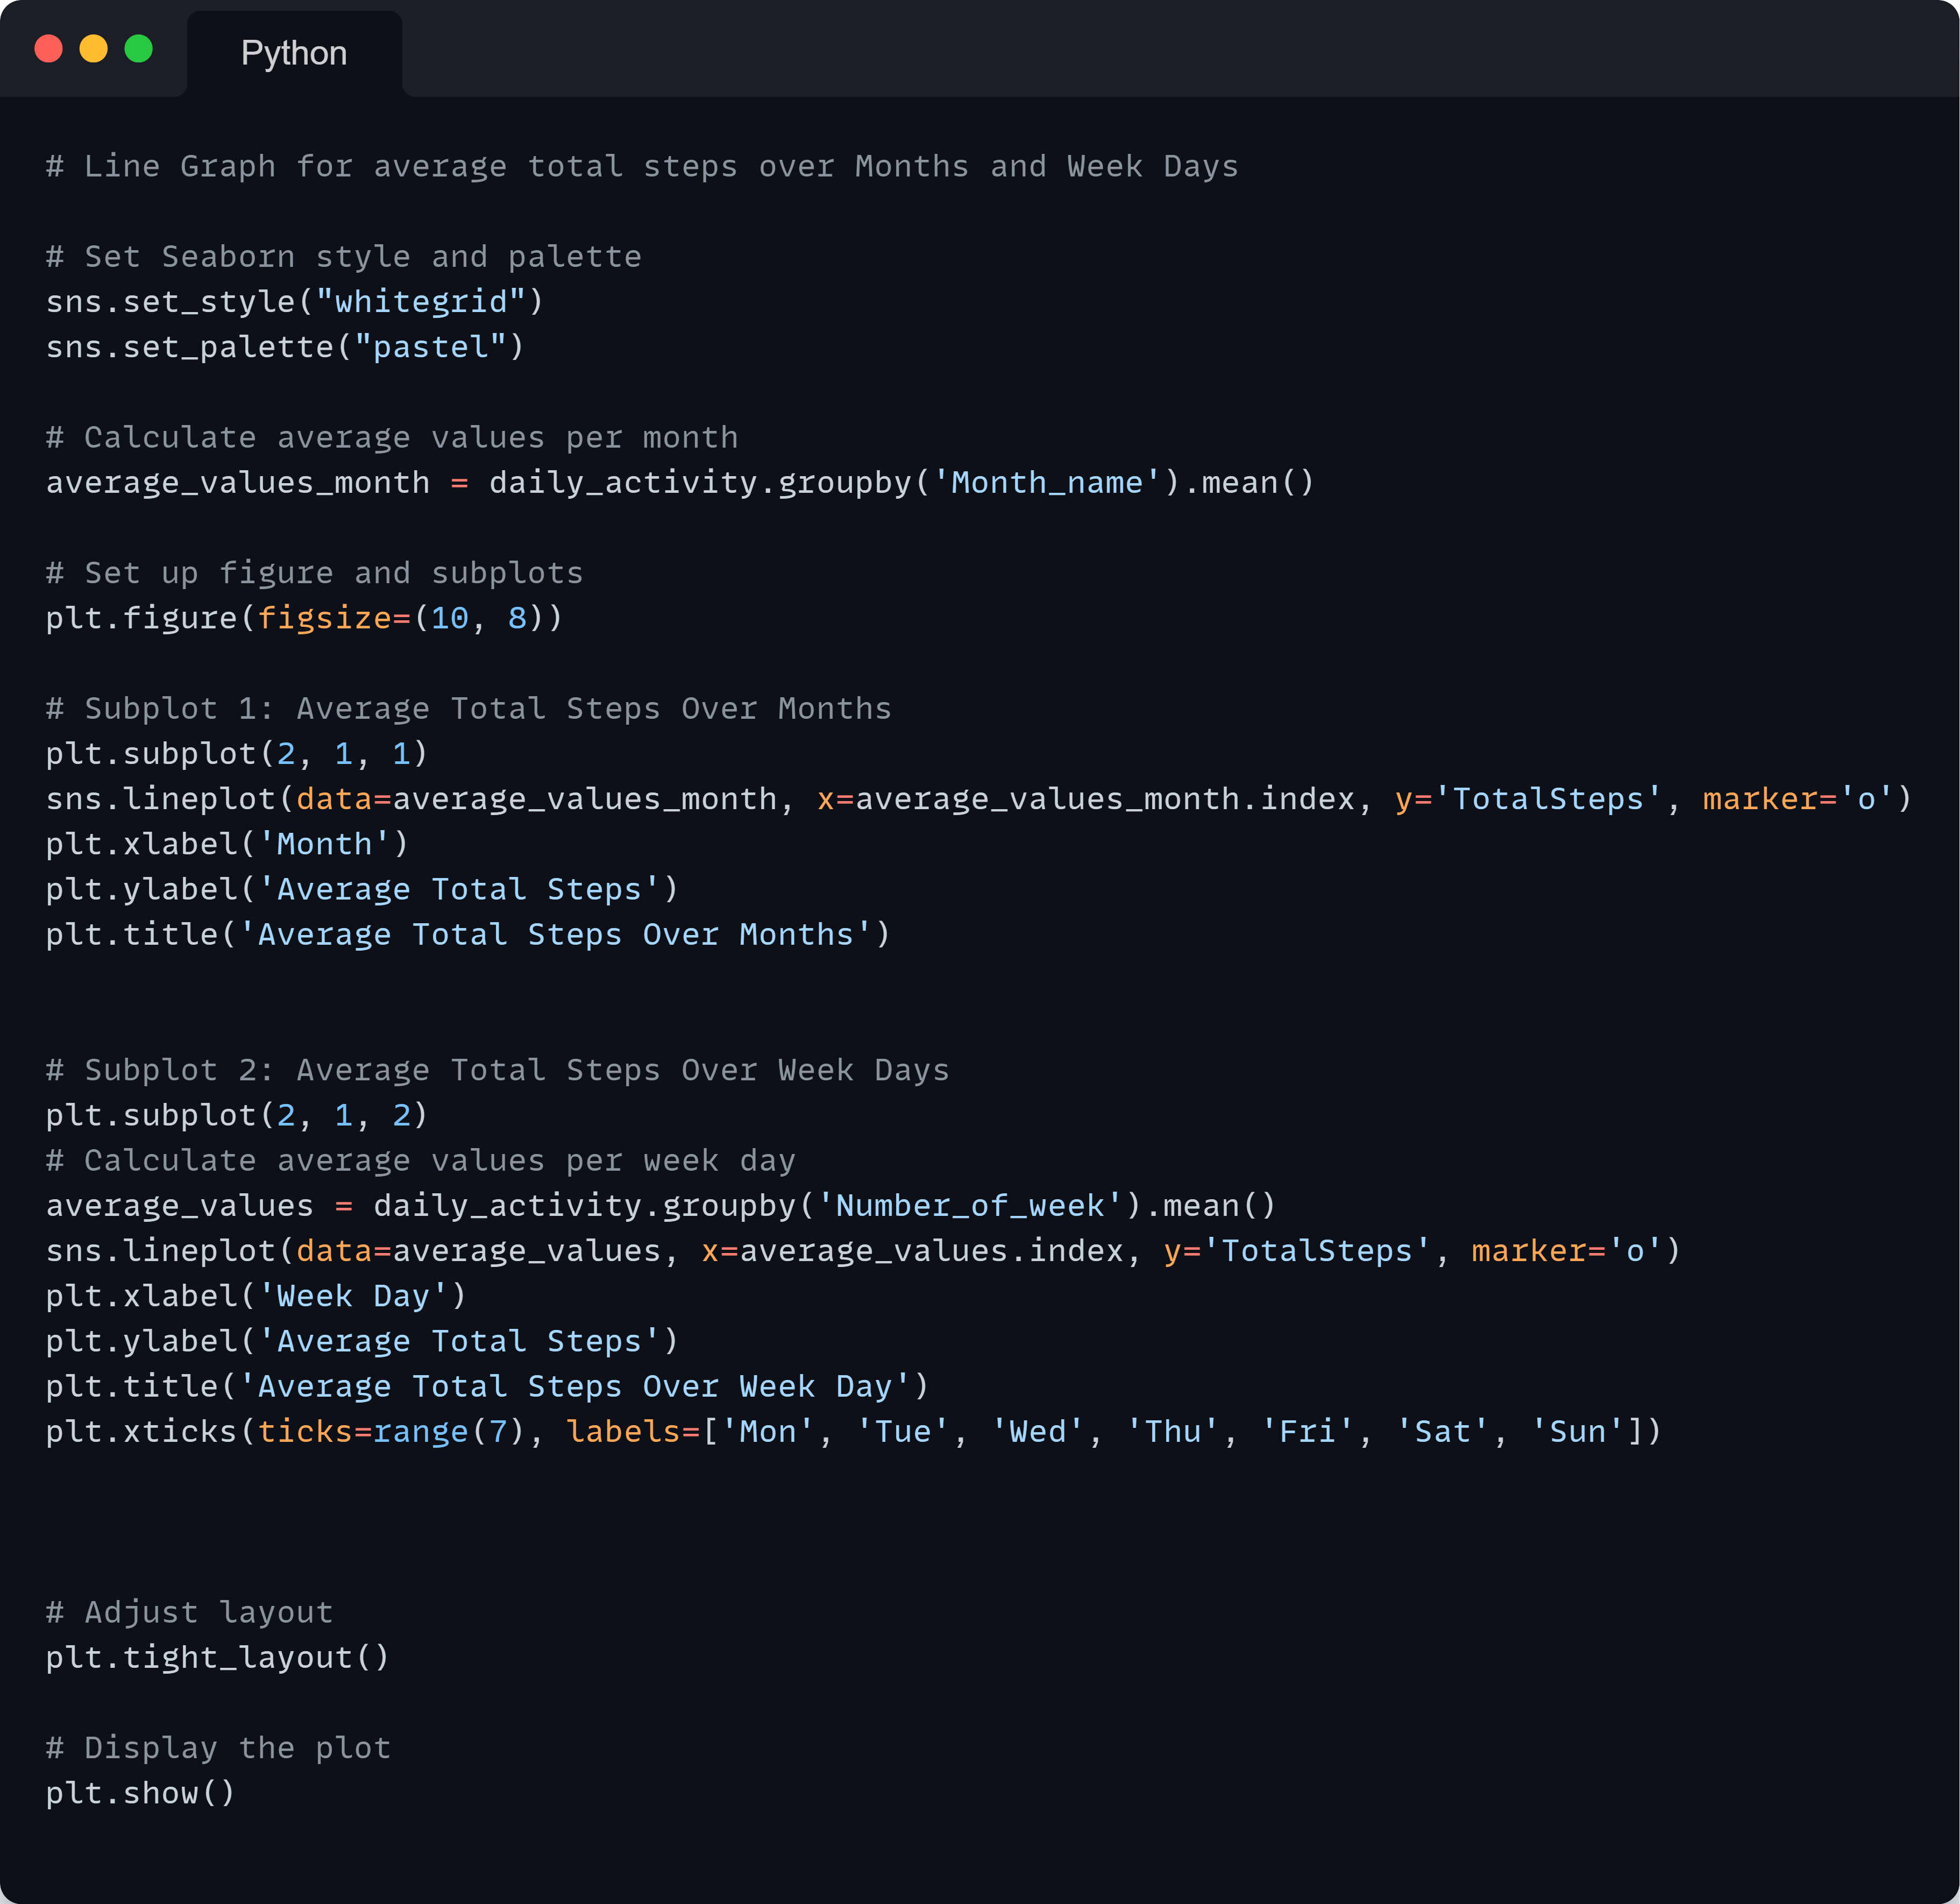 Python
# Line Graph for average total steps over Months and Week Days
# Set Seaborn style and palette
sns.set_style("whitegrid")
sns.set_palette("pastel")
# Calculate average values per month
average_values_month = daily_activity.groupby('Month_name').mean()
# Set up figure and subplots
plt.figure(figsize=(10, 8))
# Subplot 1: Average Total Steps Over Months
plt.subplot(2, 1, 1)
sns.lineplot(data=average_values_month, x=average_values_month.index, y='TotalSteps', marker='o')
plt.xlabel('Month')
plt.ylabel('Average Total Steps')
plt.title('Average Total Steps Over Months')
# Subplot 2: Average Total Steps Over Week Days
plt.subplot(2, 1, 2)
# Calculate average values per week day
average_values = daily_activity.groupby('Number_of_week').mean()
sns.lineplot(data=average_values, x=average_values.index, y='TotalSteps', marker='o')
plt.xlabel('Week Day')
plt.ylabel('Average Total Steps')
plt.title('Average Total Steps Over Week Day')
plt.xticks(ticks=range(7), labels=['Mon', 'Tue', 'Wed', 'Thu', 'Fri', 'Sat', 'Sun'])
# Adjust layout
plt.tight_layout()
# Display the plot
plt.show()